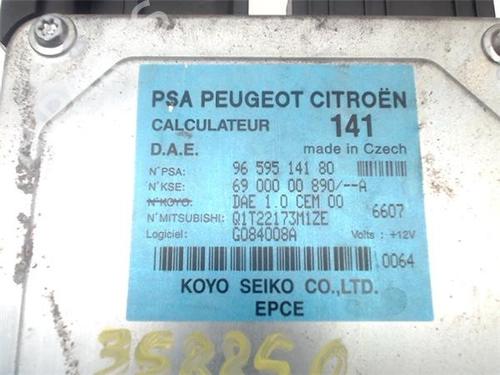 PSA PEUGEOT CITROËN
CALCULATEUR 141
D.A.E. made in Czech
N°PSA: 96 595 141 80
N°KSE: 69 000 00 890/--A
N°KOYO: DAE 1.0 CEM 00
N°MITSUBISHI: Q1T22173M1ZE 6607
Logiciel: G084008A Volts : +12V
0064
KOYO SEIKO CO.,LTD.
EPCE
358850